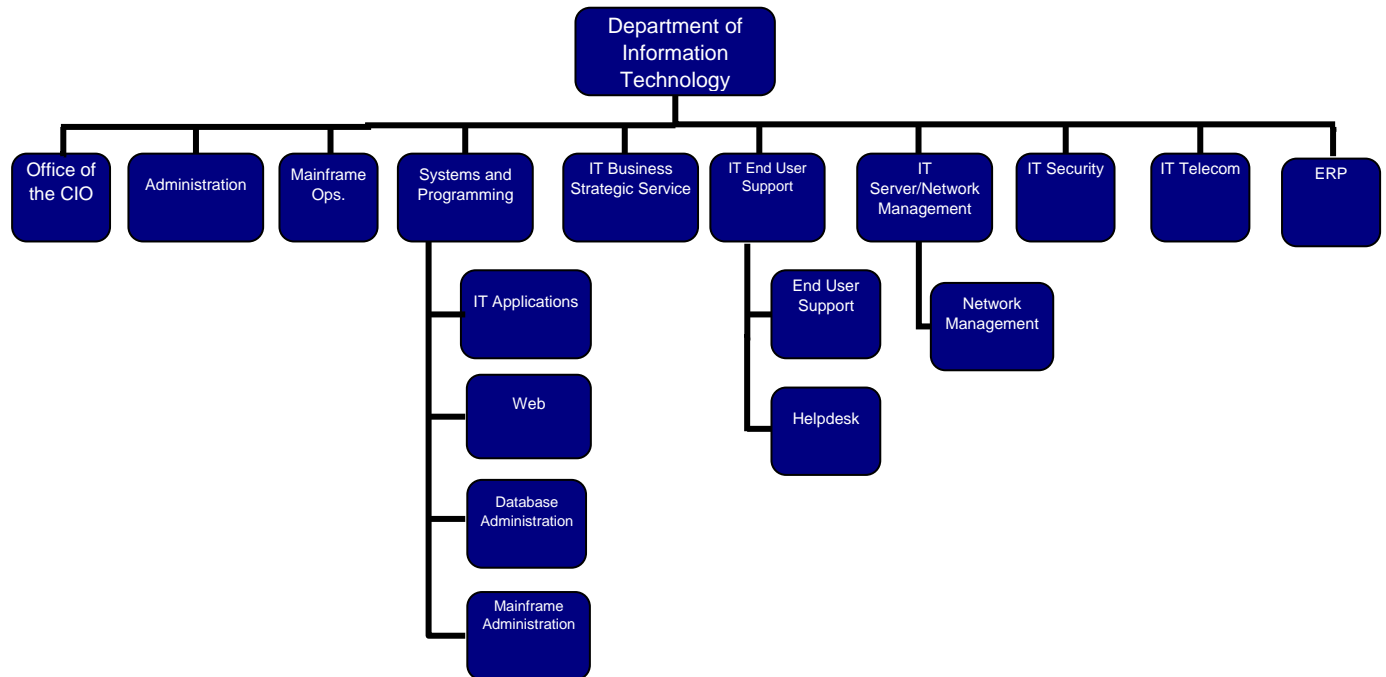 Department of
Information
Technology
Office of
the CIO
Administration
Mainframe
Ops.
Systems and
Programming
IT Business
Strategic Service
IT End User
Support
IT
Server/Network
Management
IT Security
IT Telecom
ERP
IT Applications
Web
Database
Administration
Mainframe
Administration
End User
Support
Helpdesk
Network
Management